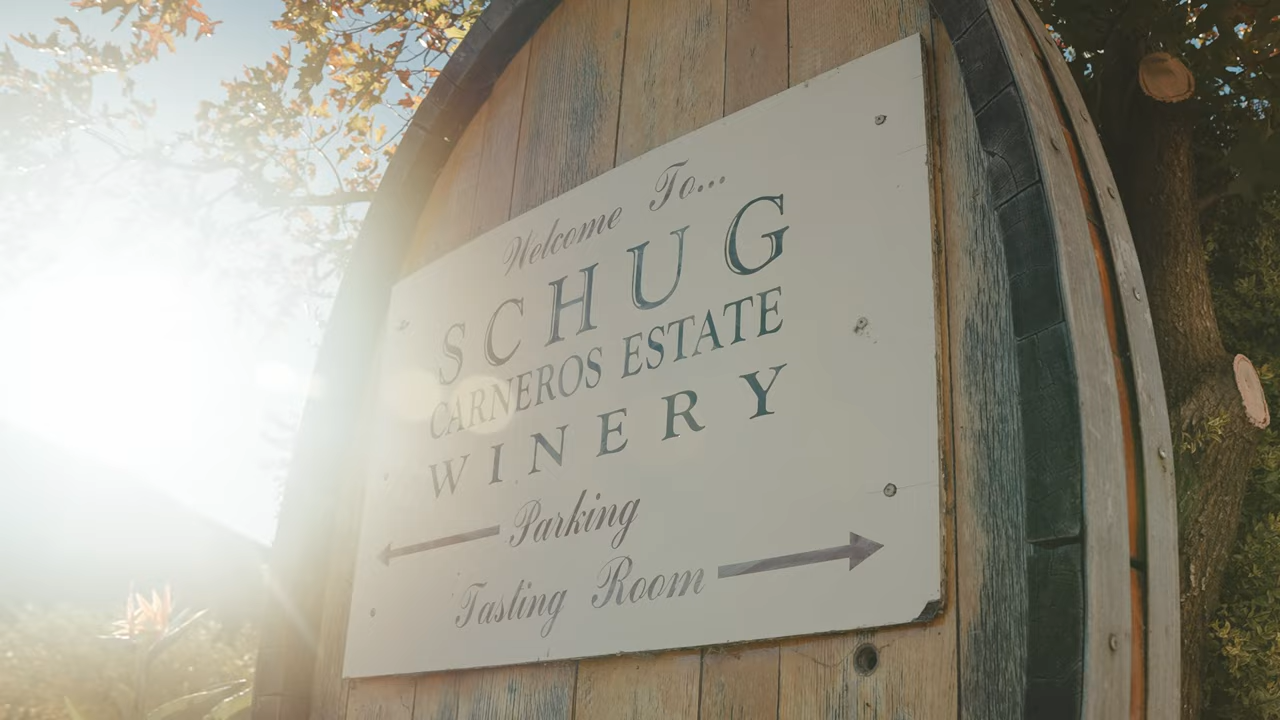 Welcome To...
SCHUG
CARNEROS ESTATE
WINERY
Parking
Tasting Room